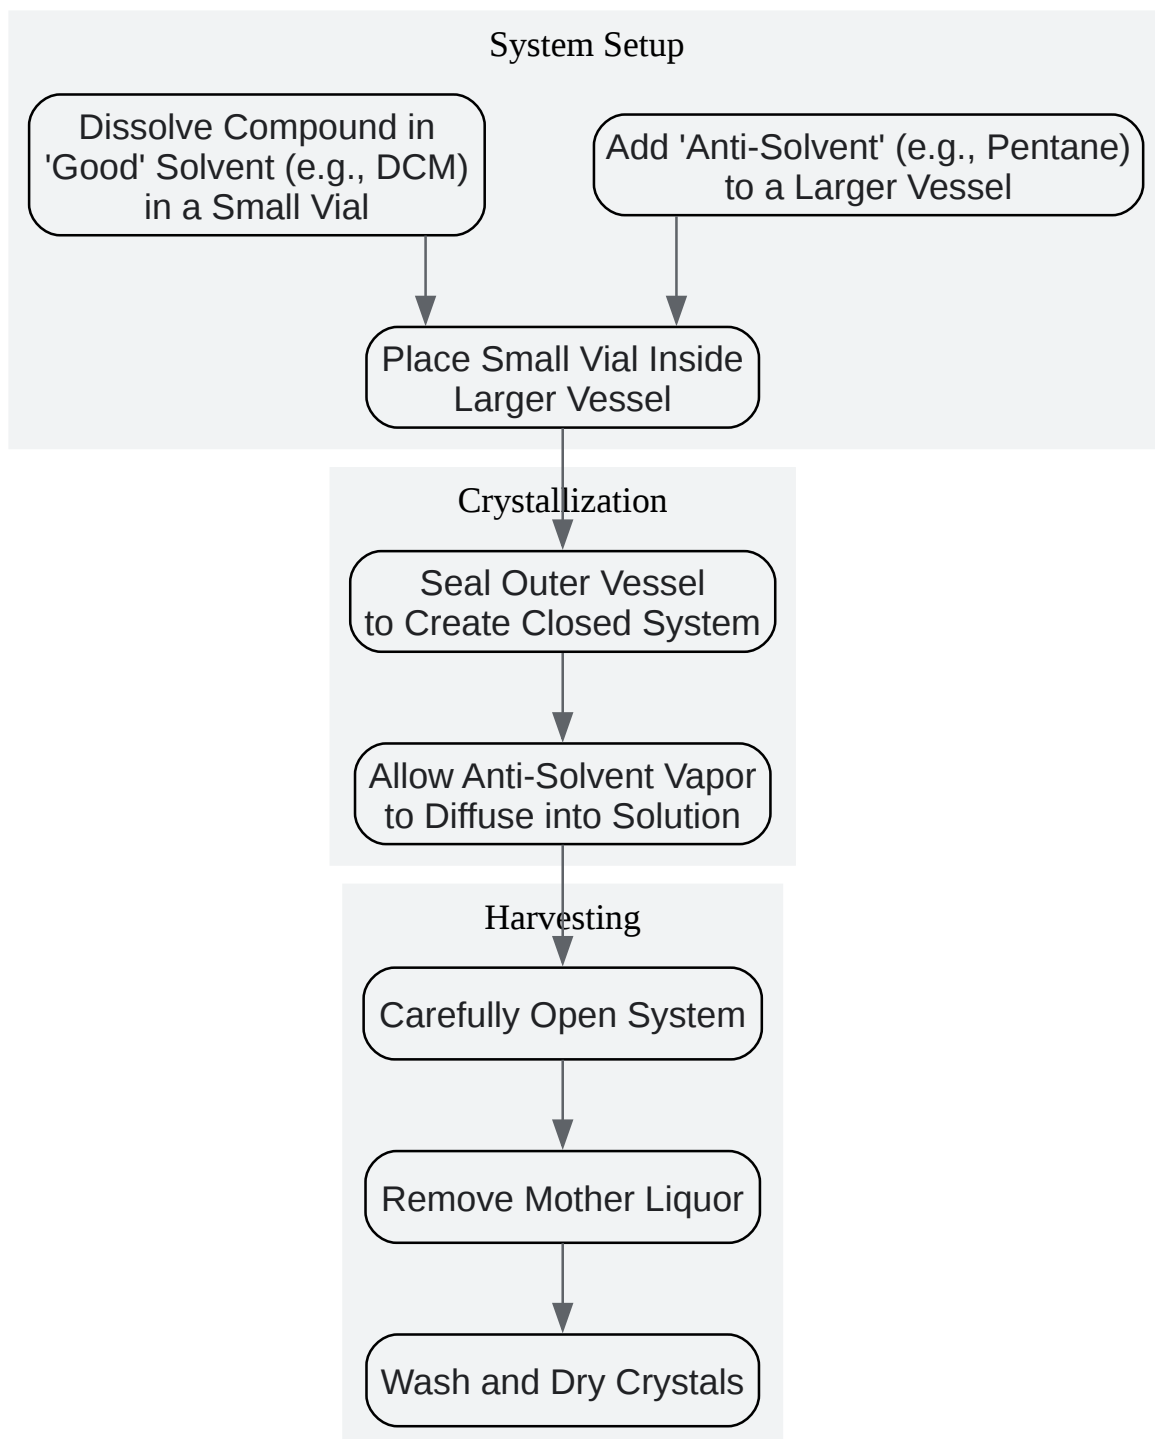 System Setup
Dissolve Compound in
'Good' Solvent (e.g., DCM)
in a Small Vial
Add 'Anti-Solvent' (e.g., Pentane)
to a Larger Vessel
Place Small Vial Inside
Larger Vessel
Crystallization
Seal Outer Vessel
to Create Closed System
Allow Anti-Solvent Vapor
to Diffuse into Solution
Harvesting
Carefully Open System
Remove Mother Liquor
Wash and Dry Crystals